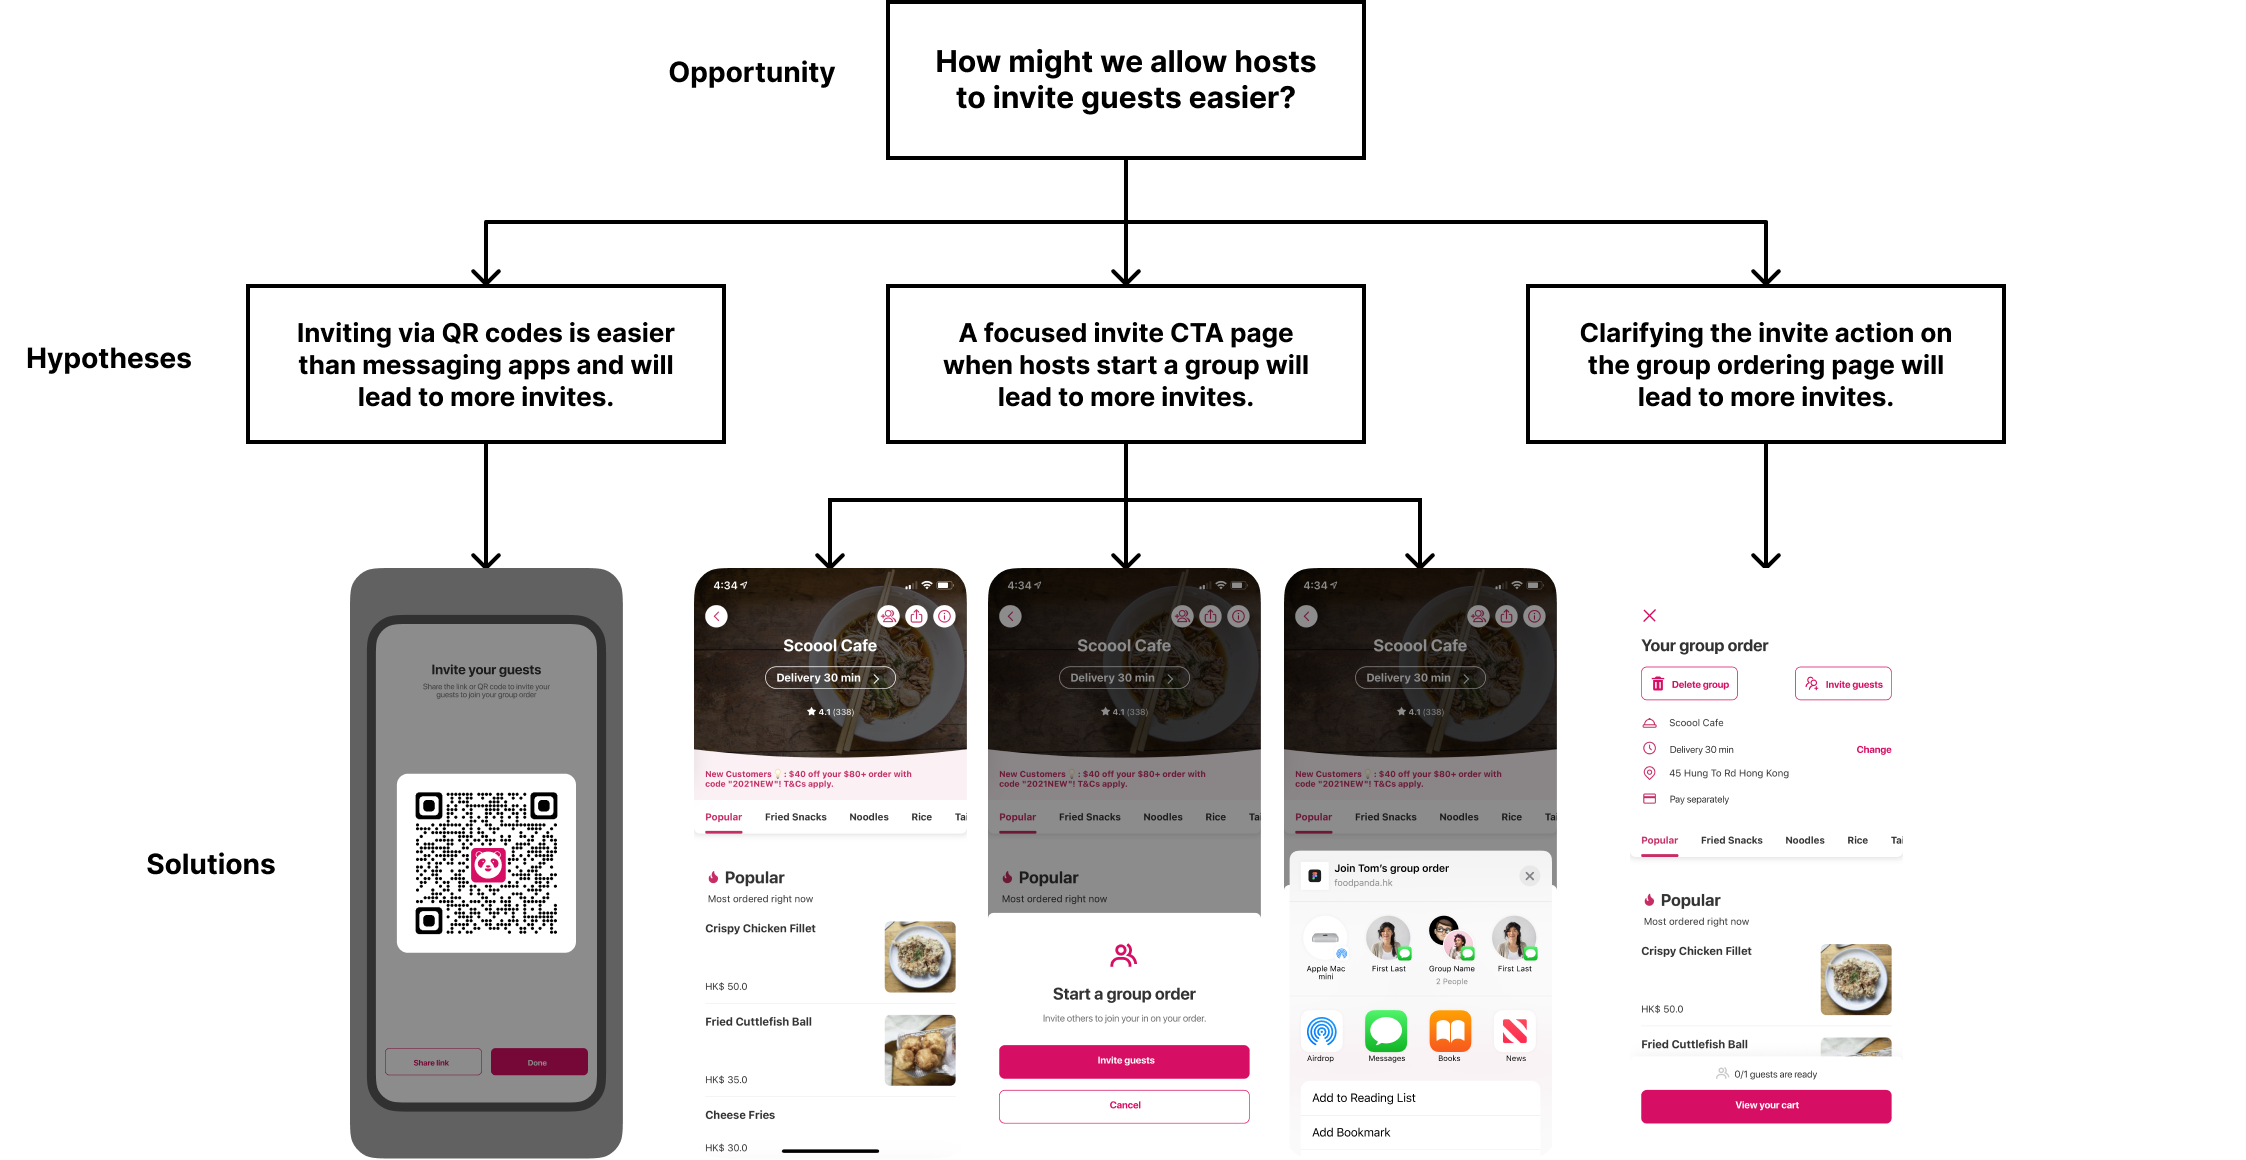 Opportunity
How might we allow hosts
to invite guests easier?
Hypotheses
Inviting via QR codes is easier
than messaging apps and will
lead to more invites.
A focused invite CTA page
when hosts start a group will
lead to more invites.
Clarifying the invite action on
the group ordering page will
lead to more invites.
Solutions
Invite your guests
Share the link or QR code to invite your
guests to join your group order
Share link
Done
4:34
Scoool Cafe
Delivery 30 min
4.1 (338)
New Customers 💡: $40 off your $80+ order with
code "2021NEW"! T&Cs apply.
Popular Fried Snacks Noodles Rice Tai
Popular
Most ordered right now
Crispy Chicken Fillet
HK$ 50.0
Fried Cuttlefish Ball
HK$ 35.0
Cheese Fries
HK$ 30.0
4:34
Scoool Cafe
Delivery 30 min
4.1 (338)
New Customers 💡: $40 off your $80+ order with
code "2021NEW"! T&Cs apply.
Popular Fried Snacks Noodles Rice Tai
Popular
Most ordered right now
Start a group order
Invite others to join your in on your order.
Invite guests
Cancel
4:34
Scoool Cafe
Delivery 30 min
4.1 (338)
New Customers 💡: $40 off your $80+ order with
code "2021NEW"! T&Cs apply.
Popular Fried Snacks Noodles Rice Tai
Join Tom's group order
foodpanda.hk
Apple Mac
mini
First Last
Group Name
2 People
First Last
Airdrop
Messages
Books
News
Add to Reading List
Add Bookmark
Your group order
Delete group
Invite guests
Scoool Cafe
Delivery 30 min
Change
45 Hung To Rd Hong Kong
Pay separately
Popular Fried Snacks Noodles Rice Tai
Popular
Most ordered right now
Crispy Chicken Fillet
HK$ 50.0
Fried Cuttlefish Ball
0/1 guests are ready
View your cart